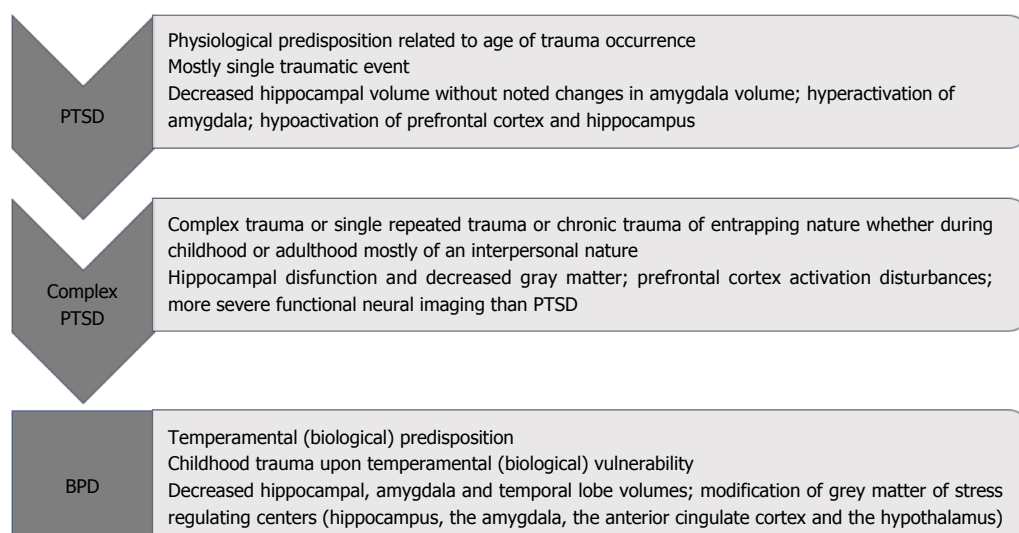 PTSD
Physiological predisposition related to age of trauma occurrence
Mostly single traumatic event
Decreased hippocampal volume without noted changes in amygdala volume; hyperactivation of
amygdala; hypoactivation of prefrontal cortex and hippocampus
Complex
PTSD
Complex trauma or single repeated trauma or chronic trauma of entrapping nature whether during
childhood or adulthood mostly of an interpersonal nature
Hippocampal disfunction and decreased gray matter; prefrontal cortex activation disturbances;
more severe functional neural imaging than PTSD
BPD
Temperamental (biological) predisposition
Childhood trauma upon temperamental (biological) vulnerability
Decreased hippocampal, amygdala and temporal lobe volumes; modification of grey matter of stress
regulating centers (hippocampus, the amygdala, the anterior cingulate cortex and the hypothalamus)